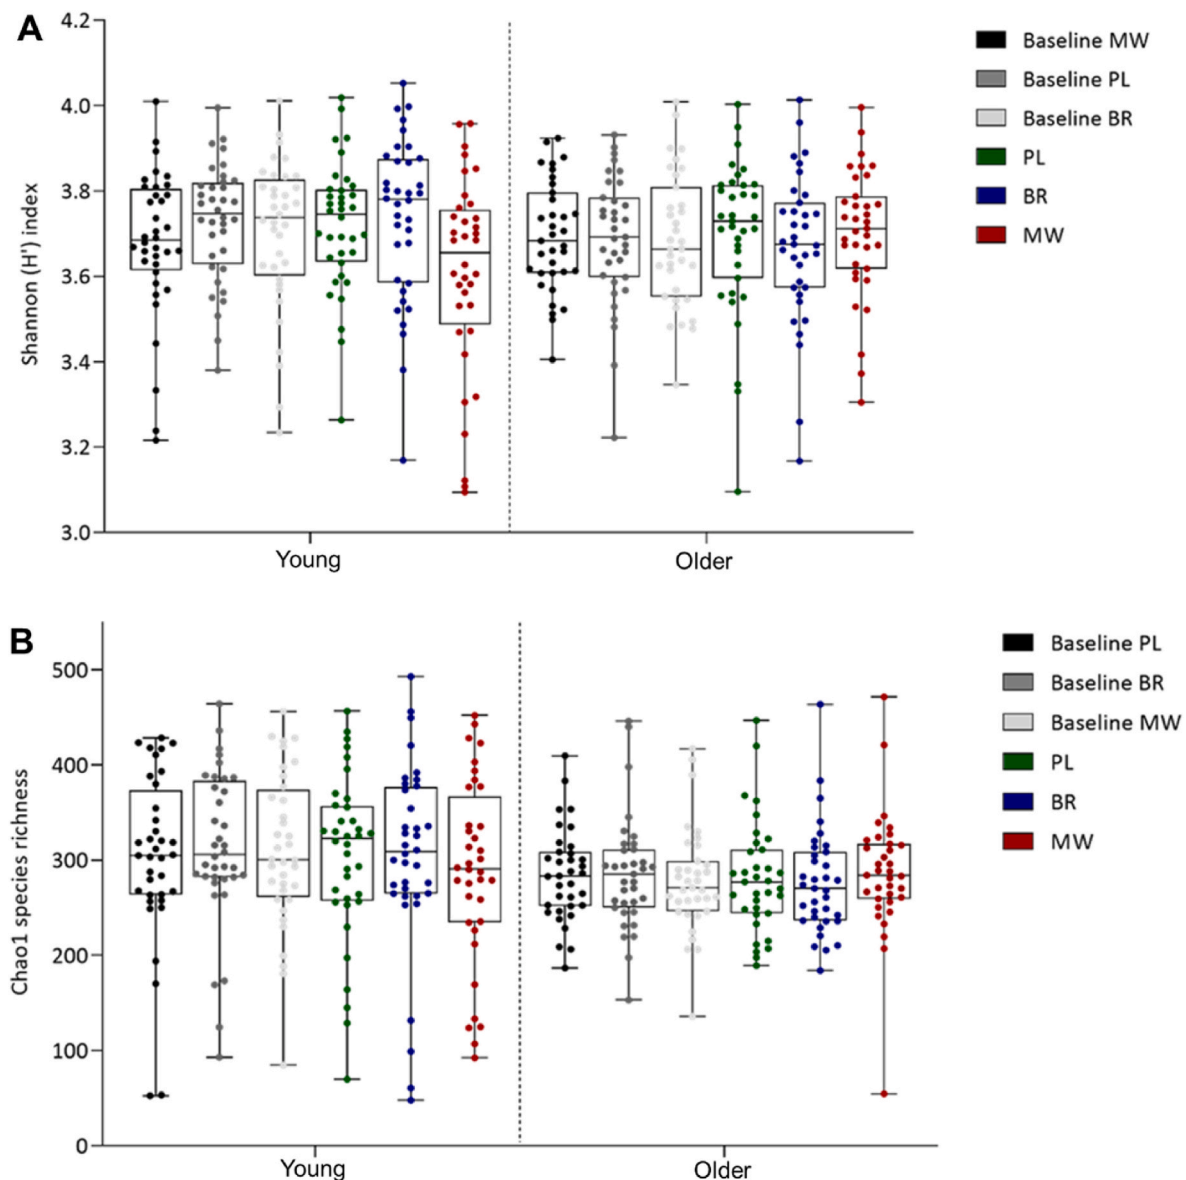 A
4.2
4.0
3.8
3.6
3.4
3.2
3.0
Shannon (H') index
Young
Older
Baseline MW
Baseline PL
Baseline BR
PL
BR
MW
B
500
400
300
200
100
0
Chao1 species richness
Young
Older
Baseline PL
Baseline BR
Baseline MW
PL
BR
MW